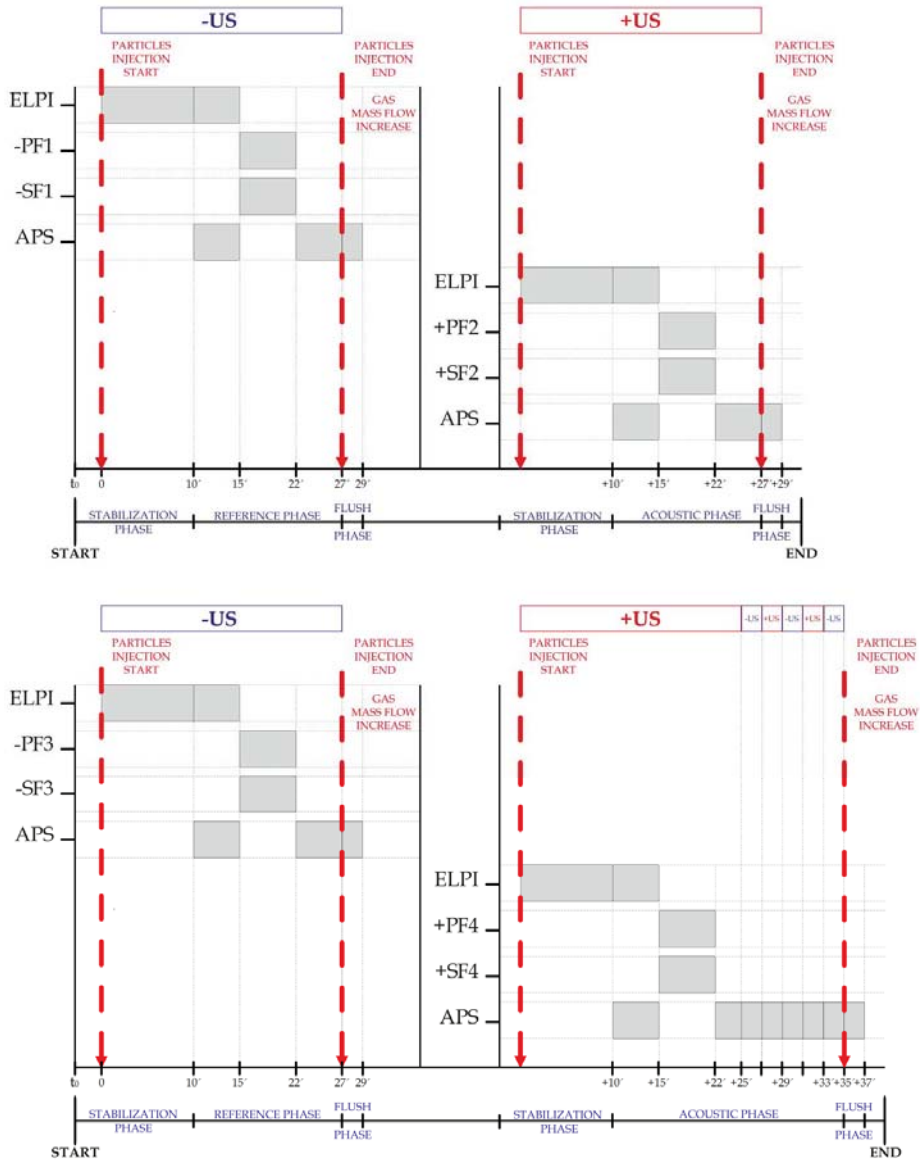 -US
+US
PARTICLES
INJECTION
START
PARTICLES
INJECTION
END
GAS
MASS FLOW
INCREASE
PARTICLES
INJECTION
START
PARTICLES
INJECTION
END
GAS
MASS FLOW
INCREASE
ELPI
-PF1
-SF1
APS
ELPI
+PF2
+SF2
APS
t₀ 0 10´ 15´ 22´ 27´ 29´ +10´ +15´ +22´ +27´ +29´
STABILIZATION
PHASE
REFERENCE PHASE
FLUSH
PHASE
STABILIZATION
PHASE
ACOUSTIC PHASE
FLUSH
PHASE
START
END
-US
+US
-US +US -US +US -US
PARTICLES
INJECTION
START
PARTICLES
INJECTION
END
GAS
MASS FLOW
INCREASE
PARTICLES
INJECTION
START
PARTICLES
INJECTION
END
GAS
MASS FLOW
INCREASE
ELPI
-PF3
-SF3
APS
ELPI
+PF4
+SF4
APS
t₀ 0 10´ 15´ 22´ 27´ 29´ +10´ +15´ +22´ +25´ +29´ +33´ +35´ +37´
STABILIZATION
PHASE
REFERENCE PHASE
FLUSH
PHASE
STABILIZATION
PHASE
ACOUSTIC PHASE
FLUSH
PHASE
START
END